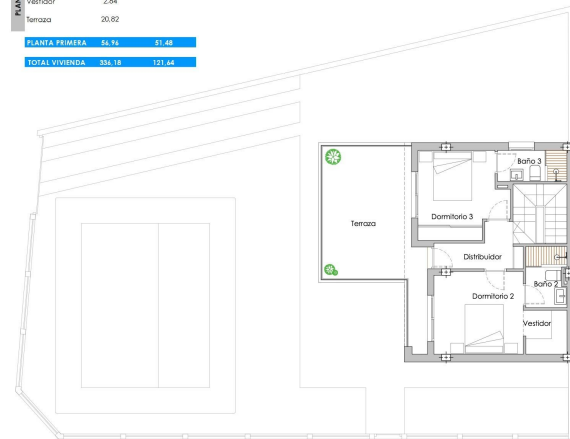 PLAN
Vestidor 2.84
Terraza 20.82
PLANTA PRIMERA 56,96 51,48
TOTAL VIVIENDA 336,18 121,64
Baño 3
Dormitorio 3
Terraza
Distribuidor
Baño 2
Dormitorio 2
Vestidor